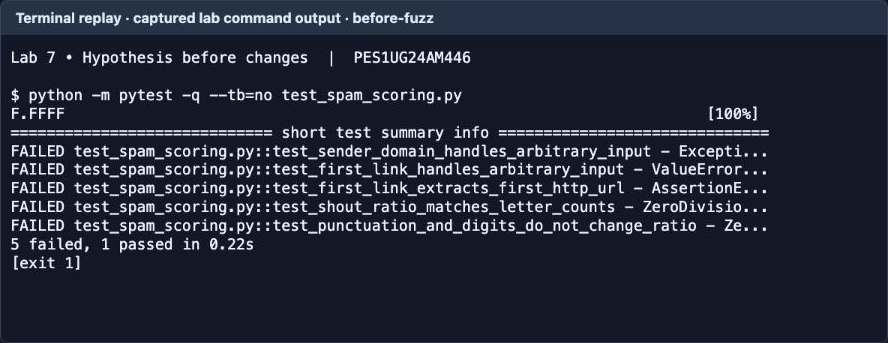 Terminal replay · captured lab command output · before-fuzz
Lab 7 • Hypothesis before changes | PES1UG24AM446
$ python -m pytest -q --tb=no test_spam_scoring.py
F.FFFF [100%]
=========================== short test summary info ============================
FAILED test_spam_scoring.py::test_sender_domain_handles_arbitrary_input - Excepti...
FAILED test_spam_scoring.py::test_first_link_handles_arbitrary_input - ValueError...
FAILED test_spam_scoring.py::test_first_link_extracts_first_http_url - AssertionE...
FAILED test_spam_scoring.py::test_shout_ratio_matches_letter_counts - ZeroDivisio...
FAILED test_spam_scoring.py::test_punctuation_and_digits_do_not_change_ratio - Ze...
5 failed, 1 passed in 0.22s
[exit 1]